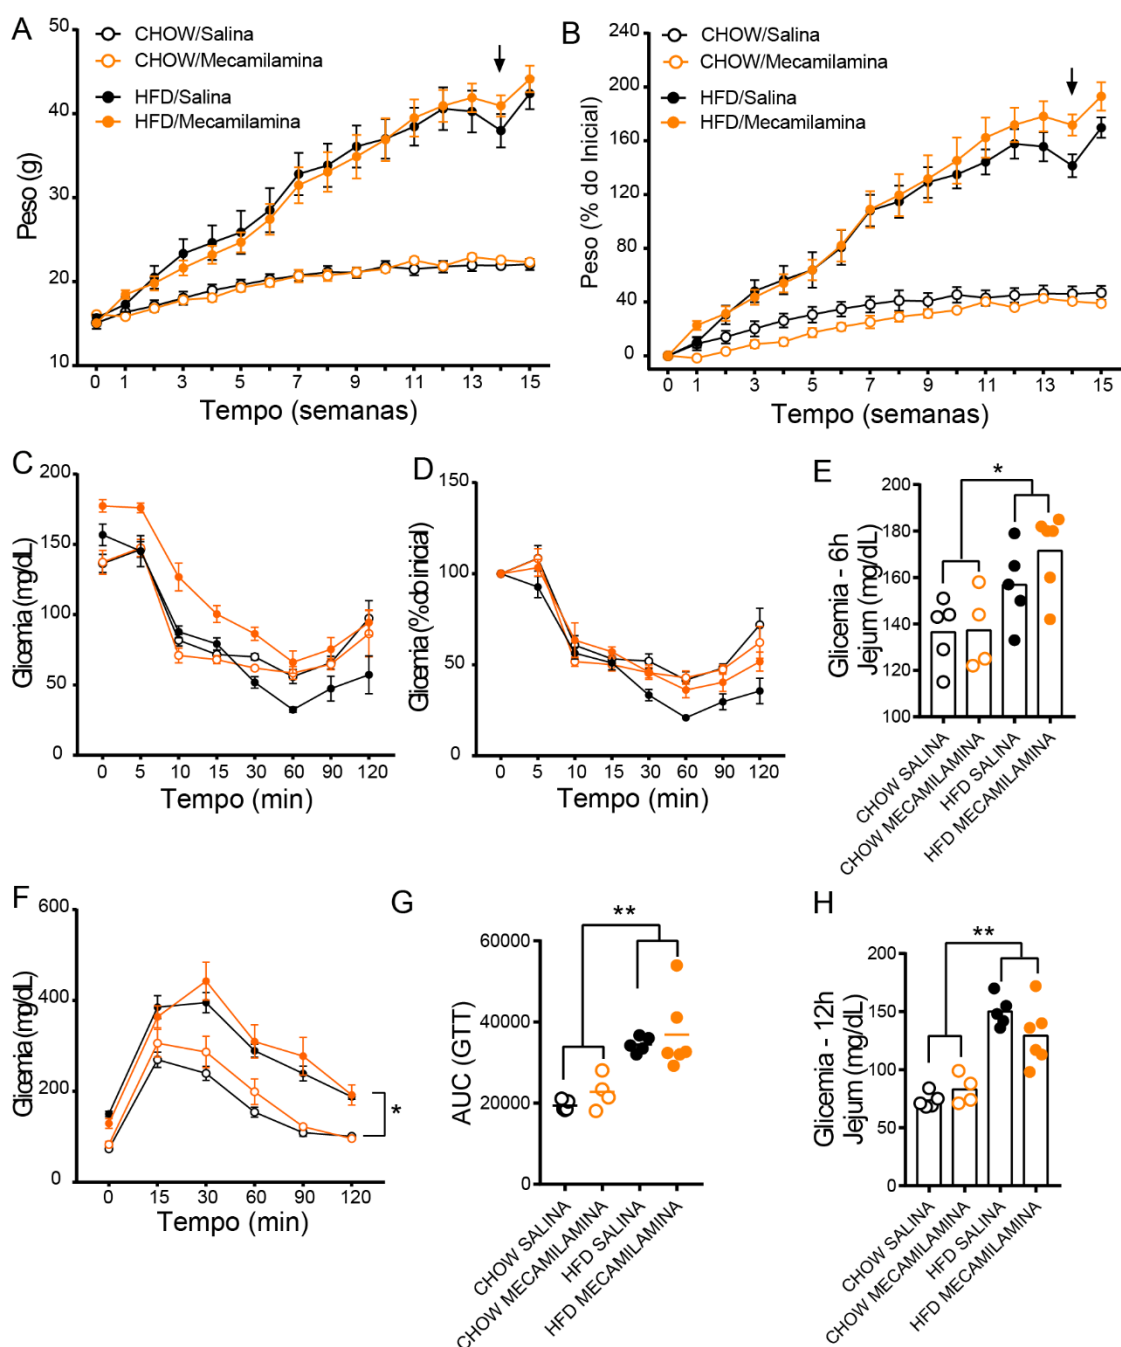 A
CHOW/Salina
CHOW/Mecamilamina
HFD/Salina
HFD/Mecamilamina
Peso (g)
50
40
30
20
10
0 1 3 5 7 9 11 13 15
Tempo (semanas)
B
CHOW/Salina
CHOW/Mecamilamina
HFD/Salina
HFD/Mecamilamina
Peso (% do Inicial)
240
200
160
120
80
40
0
0 1 3 5 7 9 11 13 15
Tempo (semanas)
C
Glicemia (mg/dL)
200
150
100
50
0
0 5 10 15 30 60 90 120
Tempo (min)
D
Glicemia (% do inicial)
150
100
50
0
0 5 10 15 30 60 90 120
Tempo (min)
E
*
Glicemia - 6h
Jejum (mg/dL)
200
180
160
140
120
100
CHOW SALINA
CHOW MECAMILAMINA
HFD SALINA
HFD MECAMILAMINA
F
Glicemia (mg/dL)
600
400
200
0
*
0 15 30 60 90 120
Tempo (min)
G
**
AUC (GTT)
60000
40000
20000
0
CHOW SALINA
CHOW MECAMILAMINA
HFD SALINA
HFD MECAMILAMINA
H
**
Glicemia - 12h
Jejum (mg/dL)
200
150
100
50
0
CHOW SALINA
CHOW MECAMILAMINA
HFD SALINA
HFD MECAMILAMINA